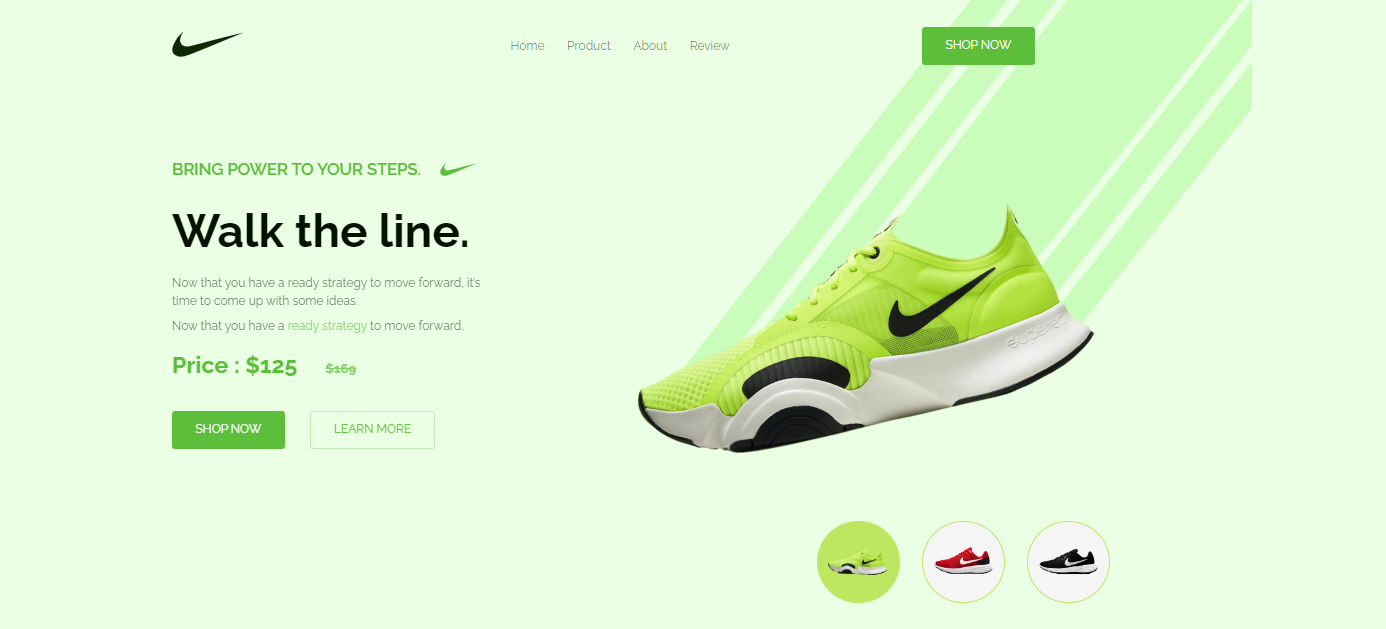 Home Product About Review SHOP NOW
BRING POWER TO YOUR STEPS.
Walk the line.
Now that you have a ready strategy to move forward, it's
time to come up with some ideas.
Now that you have a ready strategy to move forward,
Price : $125 $169
SHOP NOW LEARN MORE
superrep